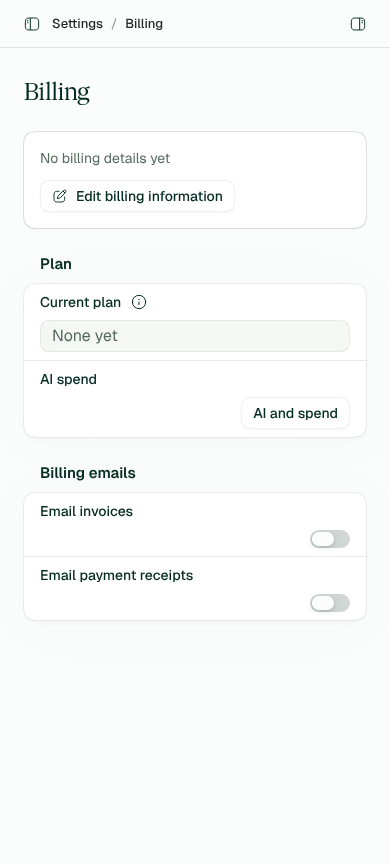 Settings / Billing
Billing
No billing details yet
Edit billing information
Plan
Current plan
None yet
AI spend
AI and spend
Billing emails
Email invoices
Email payment receipts